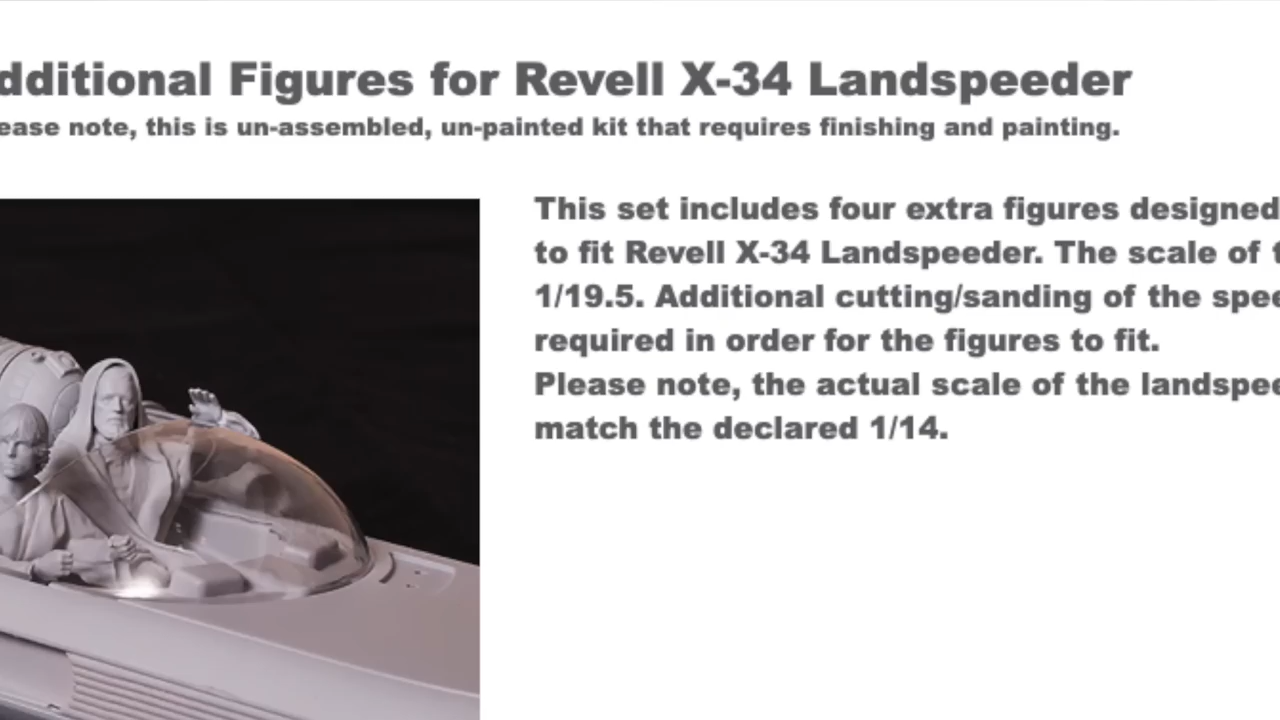 dditional Figures for Revell X-34 Landspeeder
ease note, this is un-assembled, un-painted kit that requires finishing and painting.
This set includes four extra figures designed
to fit Revell X-34 Landspeeder. The scale of t
1/19.5. Additional cutting/sanding of the spee
required in order for the figures to fit.
Please note, the actual scale of the landspee
match the declared 1/14.